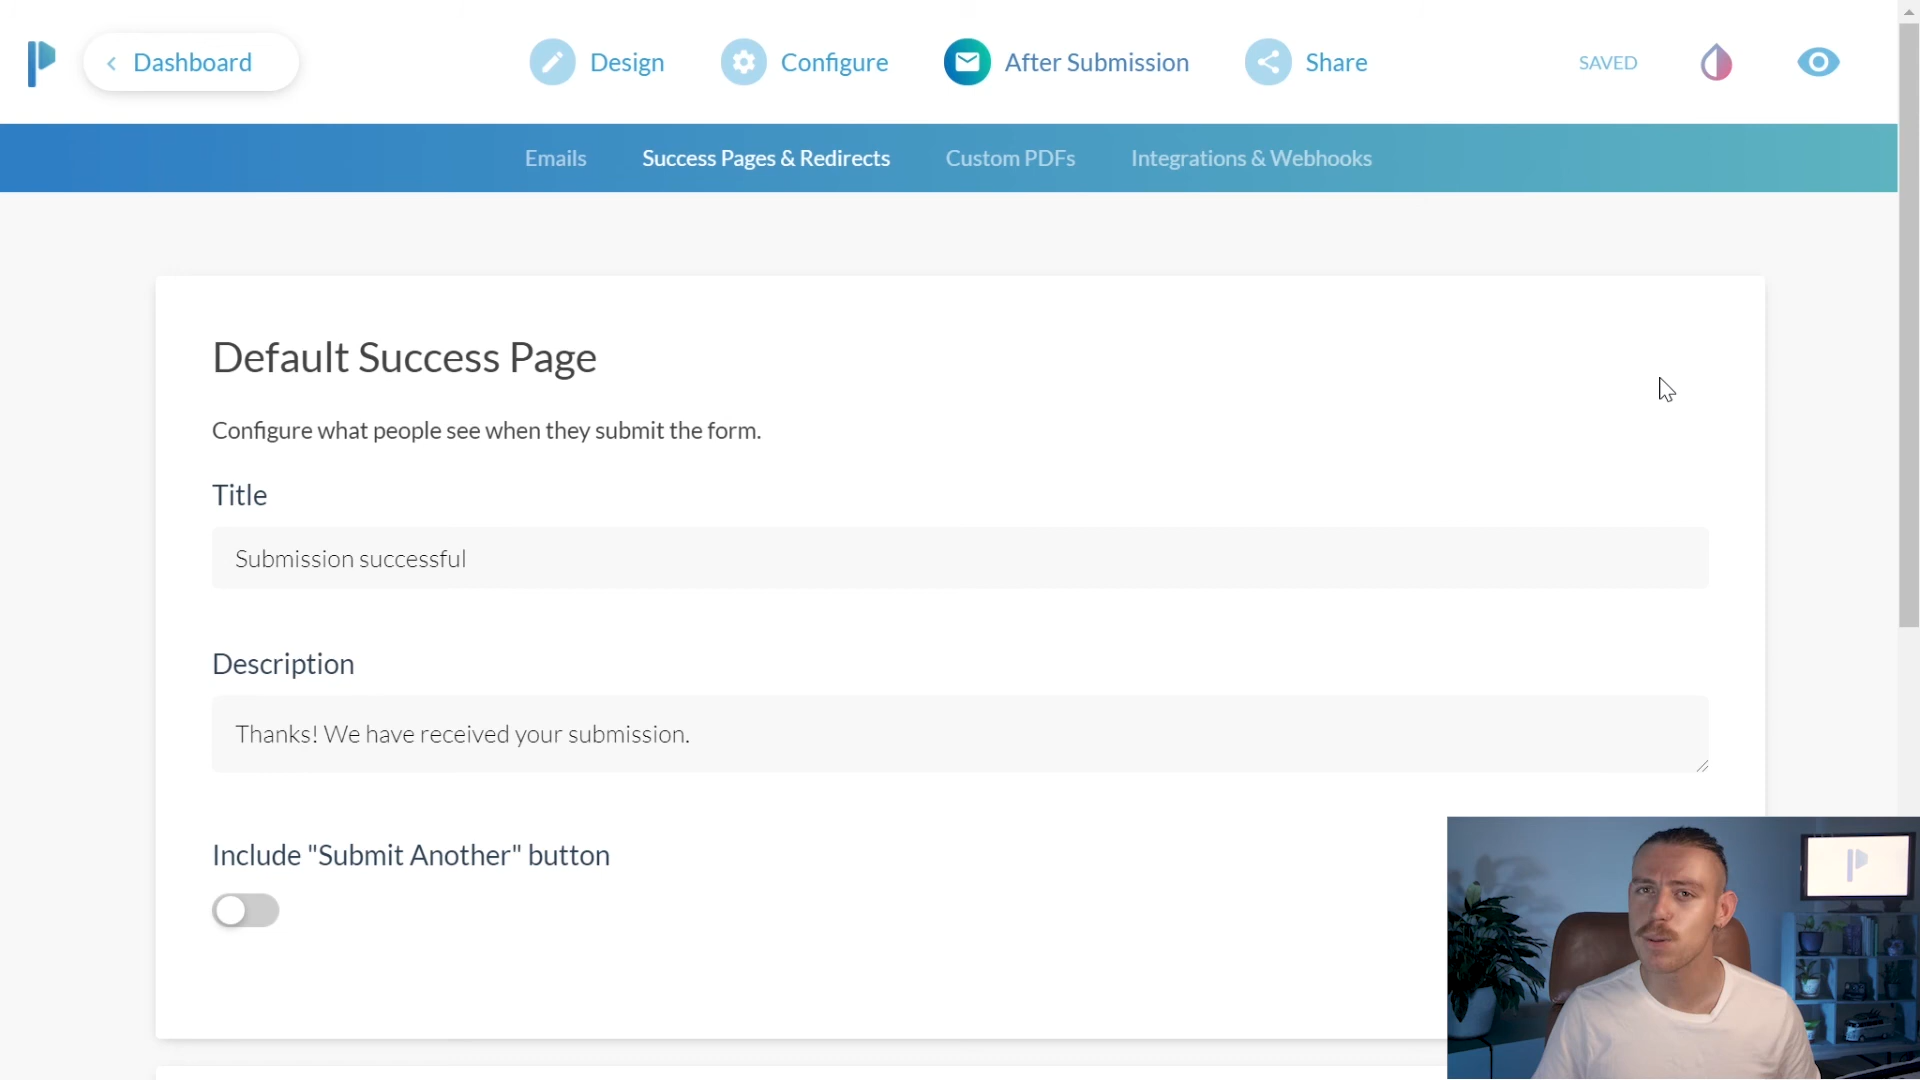 Dashboard
Design
Configure
After Submission
Share
SAVED
Emails
Success Pages & Redirects
Custom PDFs
Integrations & Webhooks
Default Success Page
Configure what people see when they submit the form.
Title
Submission successful
Description
Thanks! We have received your submission.
Include "Submit Another" button